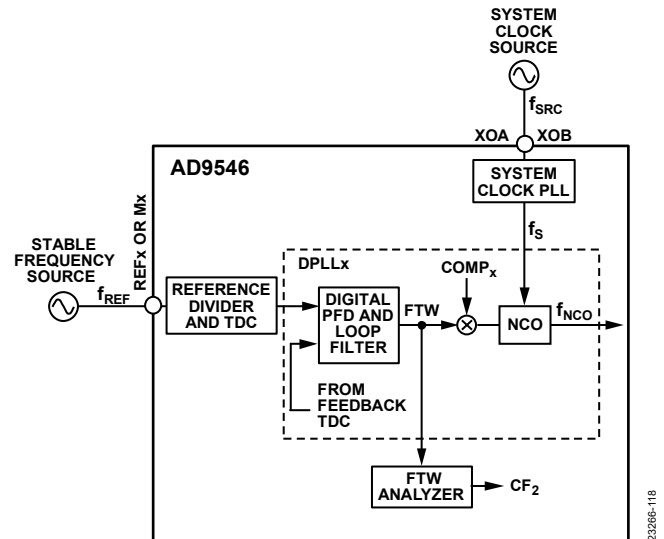 SYSTEM
CLOCK
SOURCE
fSRC
XOA
XOB
AD9546
SYSTEM
CLOCK PLL
REFx OR Mx
STABLE
FREQUENCY
SOURCE
fREF
fS
DPLLx
COMPx
REFERENCE
DIVIDER
AND TDC
DIGITAL
PFD AND
LOOP
FILTER
FTW
NCO
fNCO
FROM
FEEDBACK
TDC
FTW
ANALYZER
CF2
23266-118